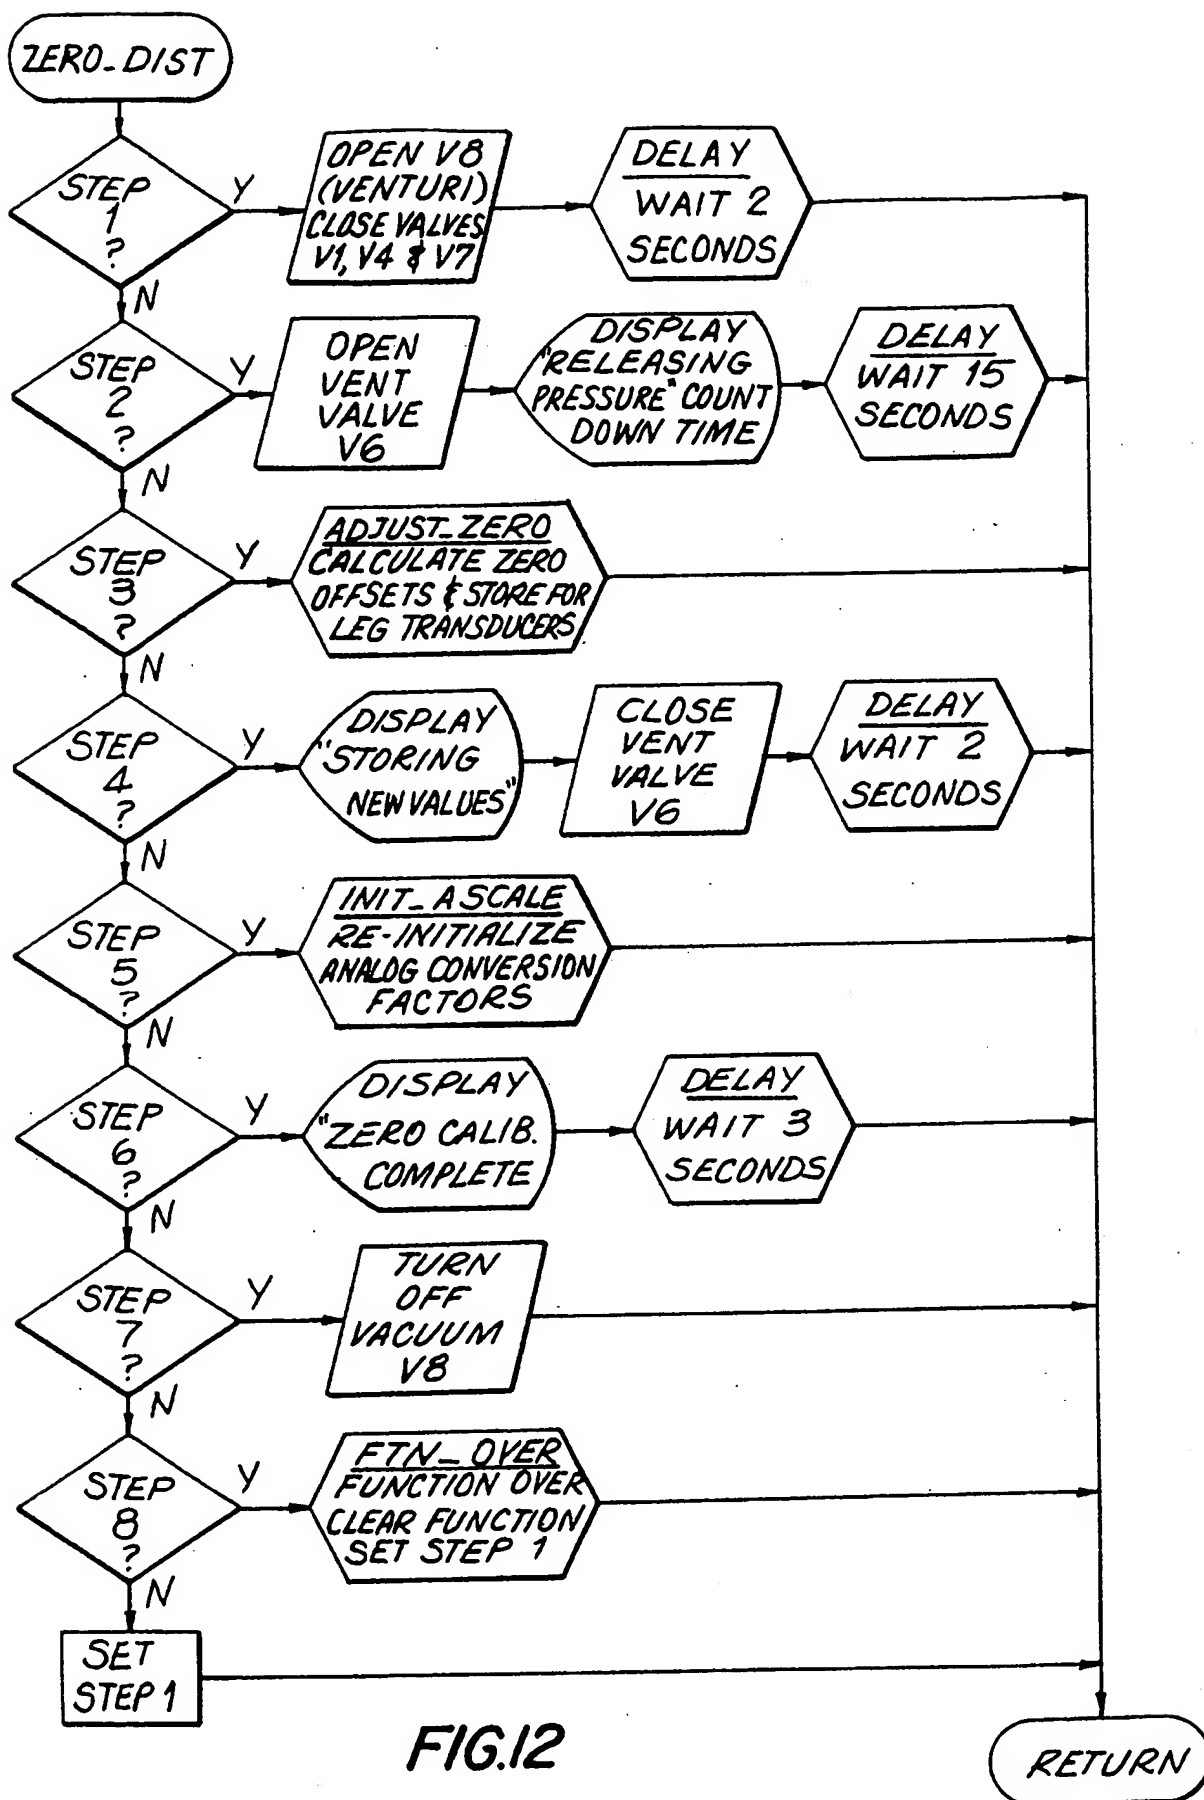 ZERO_DIST
STEP
1
?
Y
OPEN V8
(VENTURI)
CLOSE VALVES
V1, V4 & V7
DELAY
WAIT 2
SECONDS
N
STEP
2
?
Y
OPEN
VENT
VALVE
V6
DISPLAY
"RELEASING
PRESSURE" COUNT
DOWN TIME
DELAY
WAIT 15
SECONDS
N
STEP
3
?
Y
ADJUST_ZERO
CALCULATE ZERO
OFFSETS & STORE FOR
LEG TRANSDUCERS
N
STEP
4
?
Y
DISPLAY
"STORING
NEW VALUES"
CLOSE
VENT
VALVE
V6
DELAY
WAIT 2
SECONDS
N
STEP
5
?
Y
INIT_ASCALE
RE-INITIALIZE
ANALOG CONVERSION
FACTORS
N
STEP
6
?
Y
DISPLAY
"ZERO CALIB.
COMPLETE
DELAY
WAIT 3
SECONDS
N
STEP
7
?
Y
TURN
OFF
VACUUM
V8
N
STEP
8
?
Y
FTN_OVER
FUNCTION OVER
CLEAR FUNCTION
SET STEP 1
N
SET
STEP 1
RETURN
FIG.12